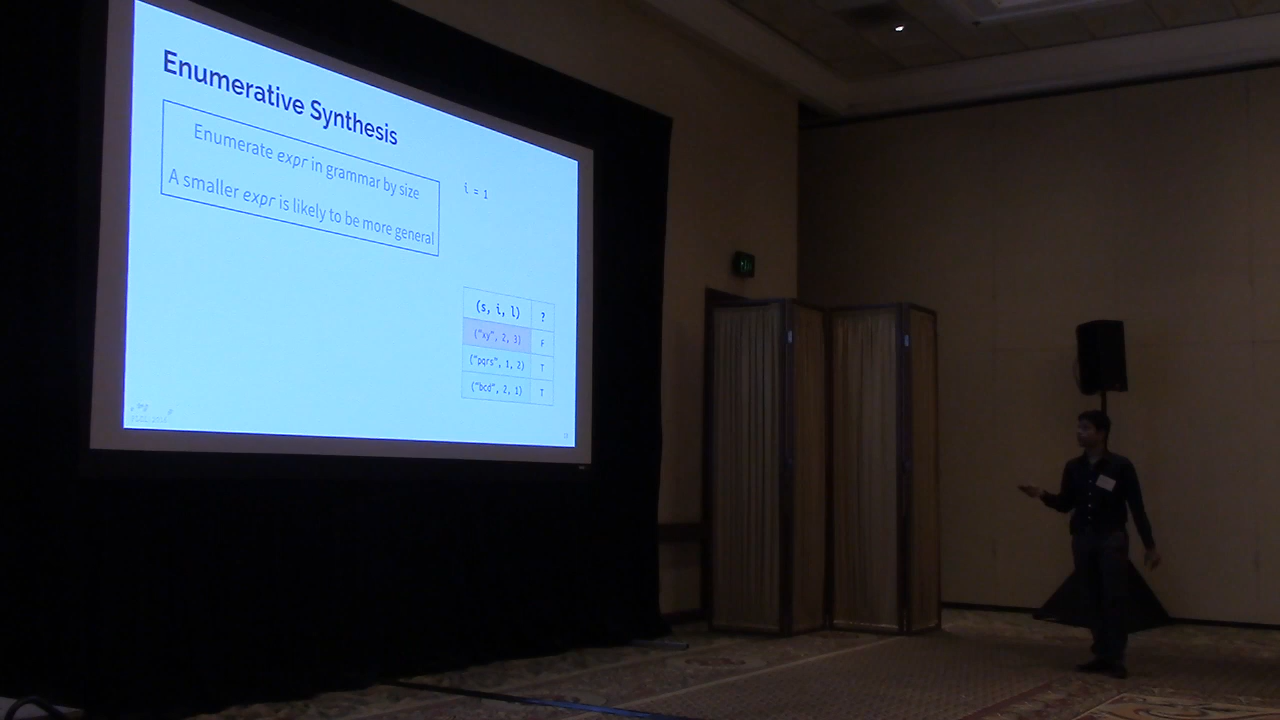 Enumerative Synthesis
Enumerate expr in grammar by size
A smaller expr is likely to be more general
i = 1
(s, i, l) ?
("xy", 2, 3) F
("pqrs", 1, 2) T
("bcd", 2, 1) T